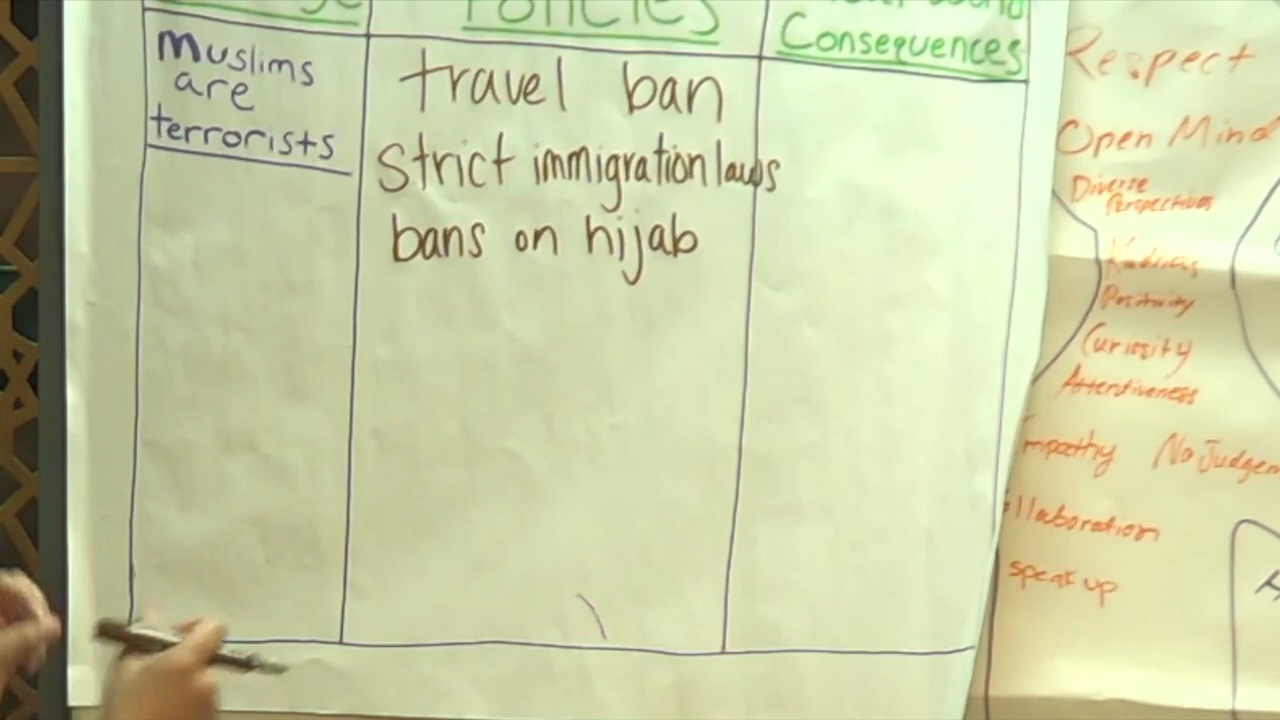 Policies
Consequences
Muslims
are
terrorists
travel ban
Strict immigration laws
bans on hijab
Respect
Open Mind
Diverse
Perspectives
Kindness
Positivity
Curiosity
Attentiveness
mpathy No Judgem
ollaboration
speak up